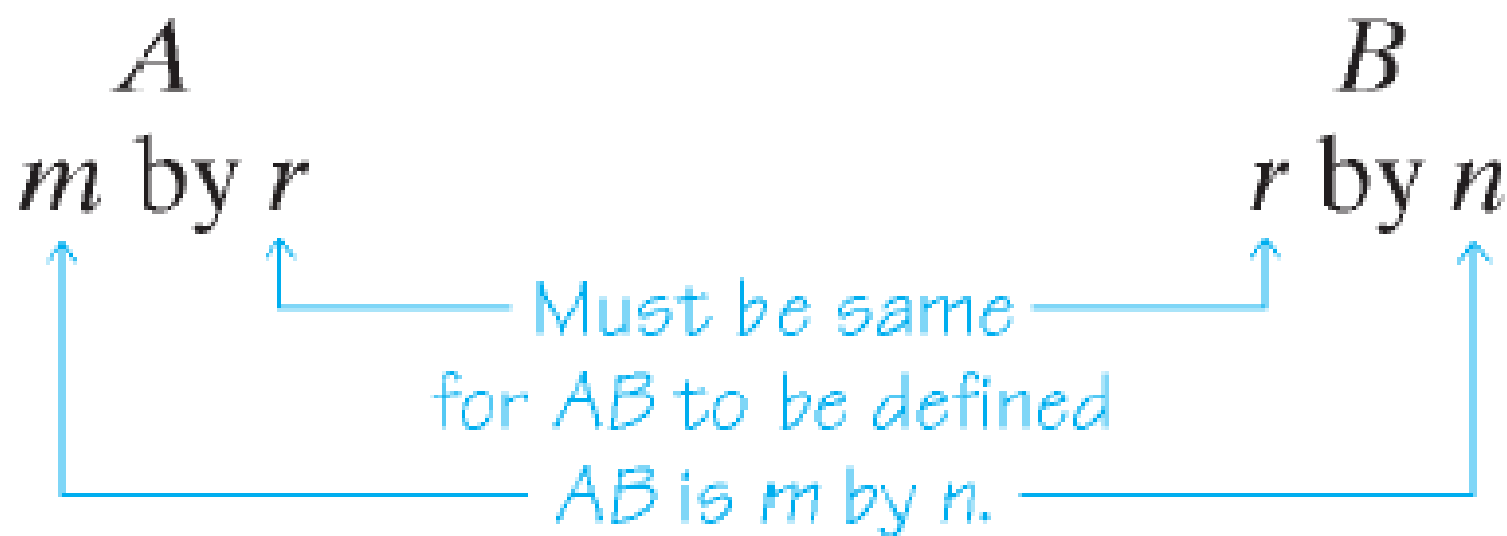 A B
m by r r by n
Must be same
for AB to be defined
AB is m by n.